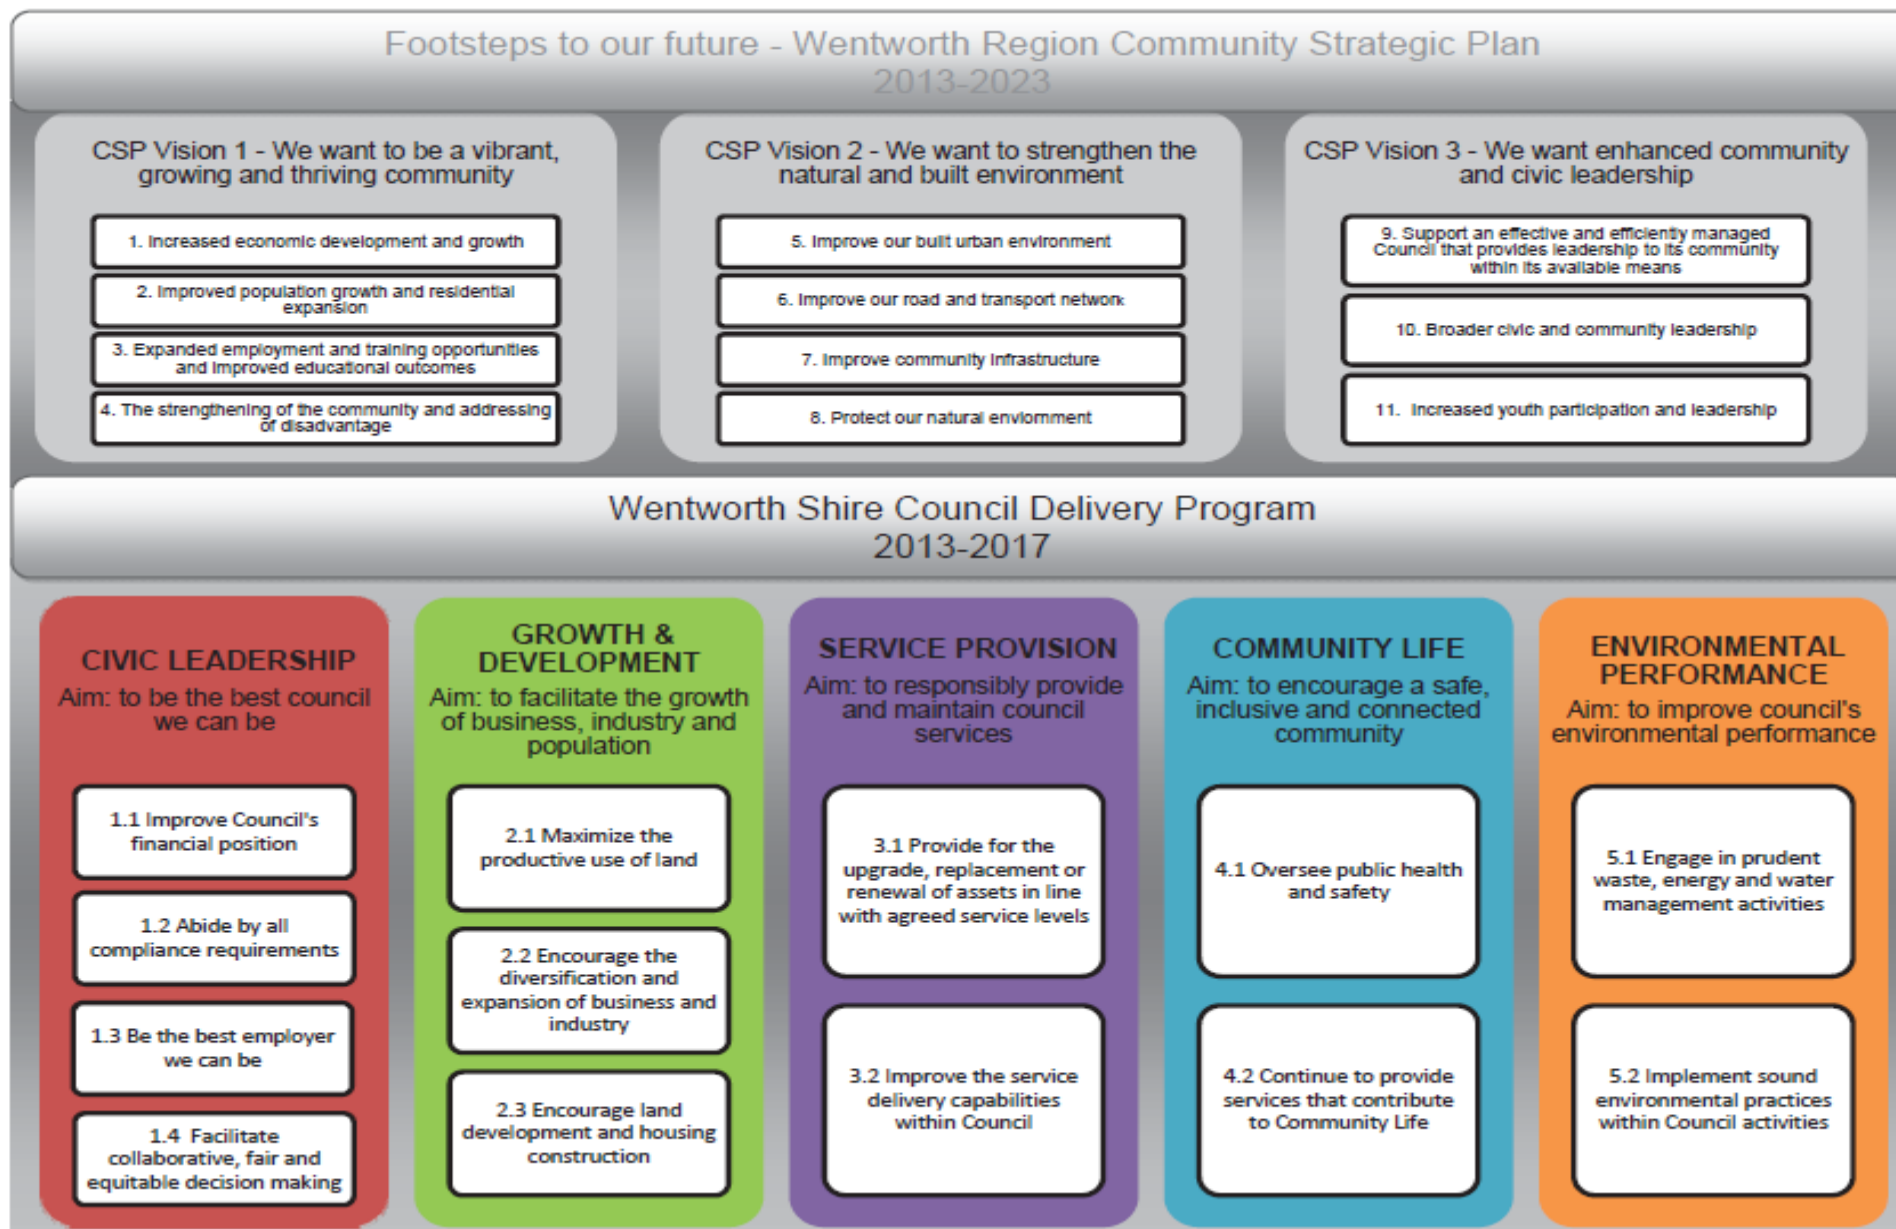 Footsteps to our future - Wentworth Region Community Strategic Plan
2013-2023
CSP Vision 1 - We want to be a vibrant,
growing and thriving community
1. Increased economic development and growth
2. Improved population growth and residential
expansion
3. Expanded employment and training opportunities
and improved educational outcomes
4. The strengthening of the community and addressing
of disadvantage
CSP Vision 2 - We want to strengthen the
natural and built environment
5. Improve our built urban environment
6. Improve our road and transport network
7. Improve community infrastructure
8. Protect our natural enviornment
CSP Vision 3 - We want enhanced community
and civic leadership
9. Support an effective and efficiently managed
Council that provides leadership to its community
within its available means
10. Broader civic and community leadership
11. Increased youth participation and leadership
Wentworth Shire Council Delivery Program
2013-2017
CIVIC LEADERSHIP
Aim: to be the best council
we can be
1.1 Improve Council's
financial position
1.2 Abide by all
compliance requirements
1.3 Be the best employer
we can be
1.4 Facilitate
collaborative, fair and
equitable decision making
GROWTH &
DEVELOPMENT
Aim: to facilitate the growth
of business, industry and
population
2.1 Maximize the
productive use of land
2.2 Encourage the
diversification and
expansion of business and
industry
2.3 Encourage land
development and housing
construction
SERVICE PROVISION
Aim: to responsibly provide
and maintain council
services
3.1 Provide for the
upgrade, replacement or
renewal of assets in line
with agreed service levels
3.2 Improve the service
delivery capabilities
within Council
COMMUNITY LIFE
Aim: to encourage a safe,
inclusive and connected
community
4.1 Oversee public health
and safety
4.2 Continue to provide
services that contribute
to Community Life
ENVIRONMENTAL
PERFORMANCE
Aim: to improve council's
environmental performance
5.1 Engage in prudent
waste, energy and water
management activities
5.2 Implement sound
environmental practices
within Council activities